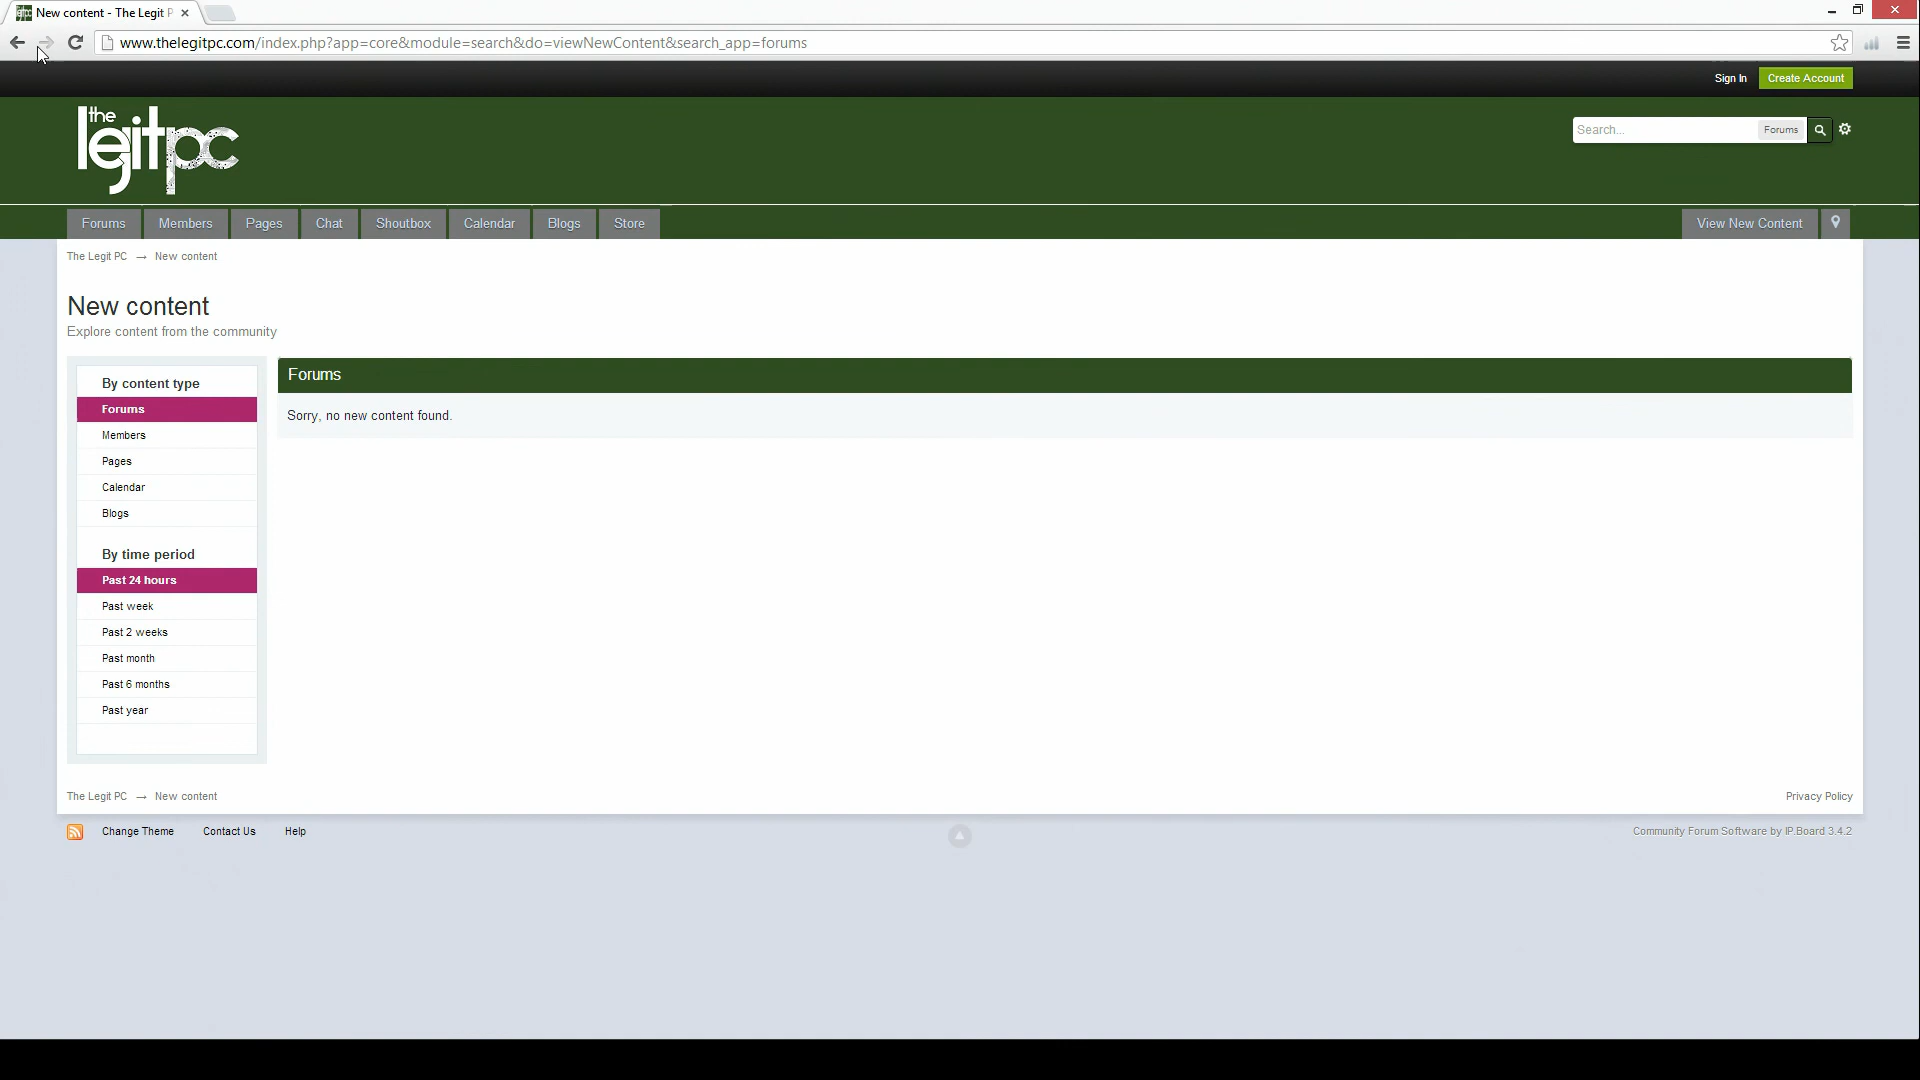 New content - The Legit P
www.thelegitpc.com/index.php?app=core&module=search&do=viewNewContent&search_app=forums
Sign In Create Account
the legitpc
Search... Forums
Forums Members Pages Chat Shoutbox Calendar Blogs Store View New Content
The Legit PC → New content
New content
Explore content from the community
By content type
Forums
Members
Pages
Calendar
Blogs
By time period
Past 24 hours
Past week
Past 2 weeks
Past month
Past 6 months
Past year
Forums
Sorry, no new content found.
The Legit PC → New content Privacy Policy
Change Theme Contact Us Help Community Forum Software by IP.Board 3.4.2